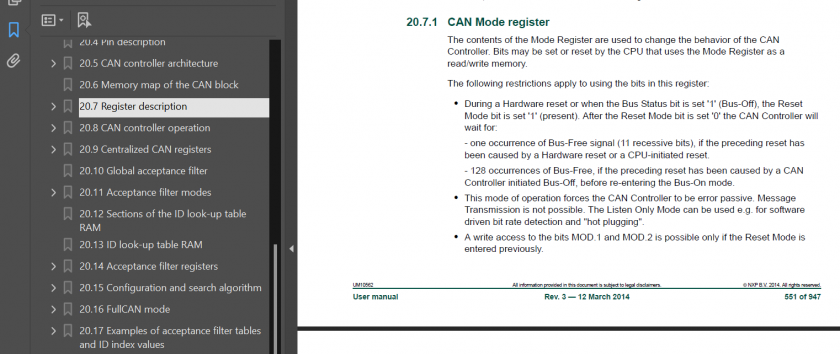 20.4 Pin description
20.5 CAN controller architecture
20.6 Memory map of the CAN block
20.7 Register description
20.8 CAN controller operation
20.9 Centralized CAN registers
20.10 Global acceptance filter
20.11 Acceptance filter modes
20.12 Sections of the ID look-up table
RAM
20.13 ID look-up table RAM
20.14 Acceptance filter registers
20.15 Configuration and search algorithm
20.16 FullCAN mode
20.17 Examples of acceptance filter tables
and ID index values
20.7.1 CAN Mode register
The contents of the Mode Register are used to change the behavior of the CAN
Controller. Bits may be set or reset by the CPU that uses the Mode Register as a
read/write memory.
The following restrictions apply to using the bits in this register:
• During a Hardware reset or when the Bus Status bit is set '1' (Bus-Off), the Reset
Mode bit is set '1' (present). After the Reset Mode bit is set '0' the CAN Controller will
wait for:
- one occurrence of Bus-Free signal (11 recessive bits), if the preceding reset has
been caused by a Hardware reset or a CPU-initiated reset.
- 128 occurrences of Bus-Free, if the preceding reset has been caused by a CAN
Controller initiated Bus-Off, before re-entering the Bus-On mode.
• This mode of operation forces the CAN Controller to be error passive. Message
Transmission is not possible. The Listen Only Mode can be used e.g. for software
driven bit rate detection and "hot plugging".
• A write access to the bits MOD.1 and MOD.2 is possible only if the Reset Mode is
entered previously.
UM10562 All information provided in this document is subject to legal disclaimers. © NXP B.V. 2014. All rights reserved.
User manual Rev. 3 — 12 March 2014 551 of 947